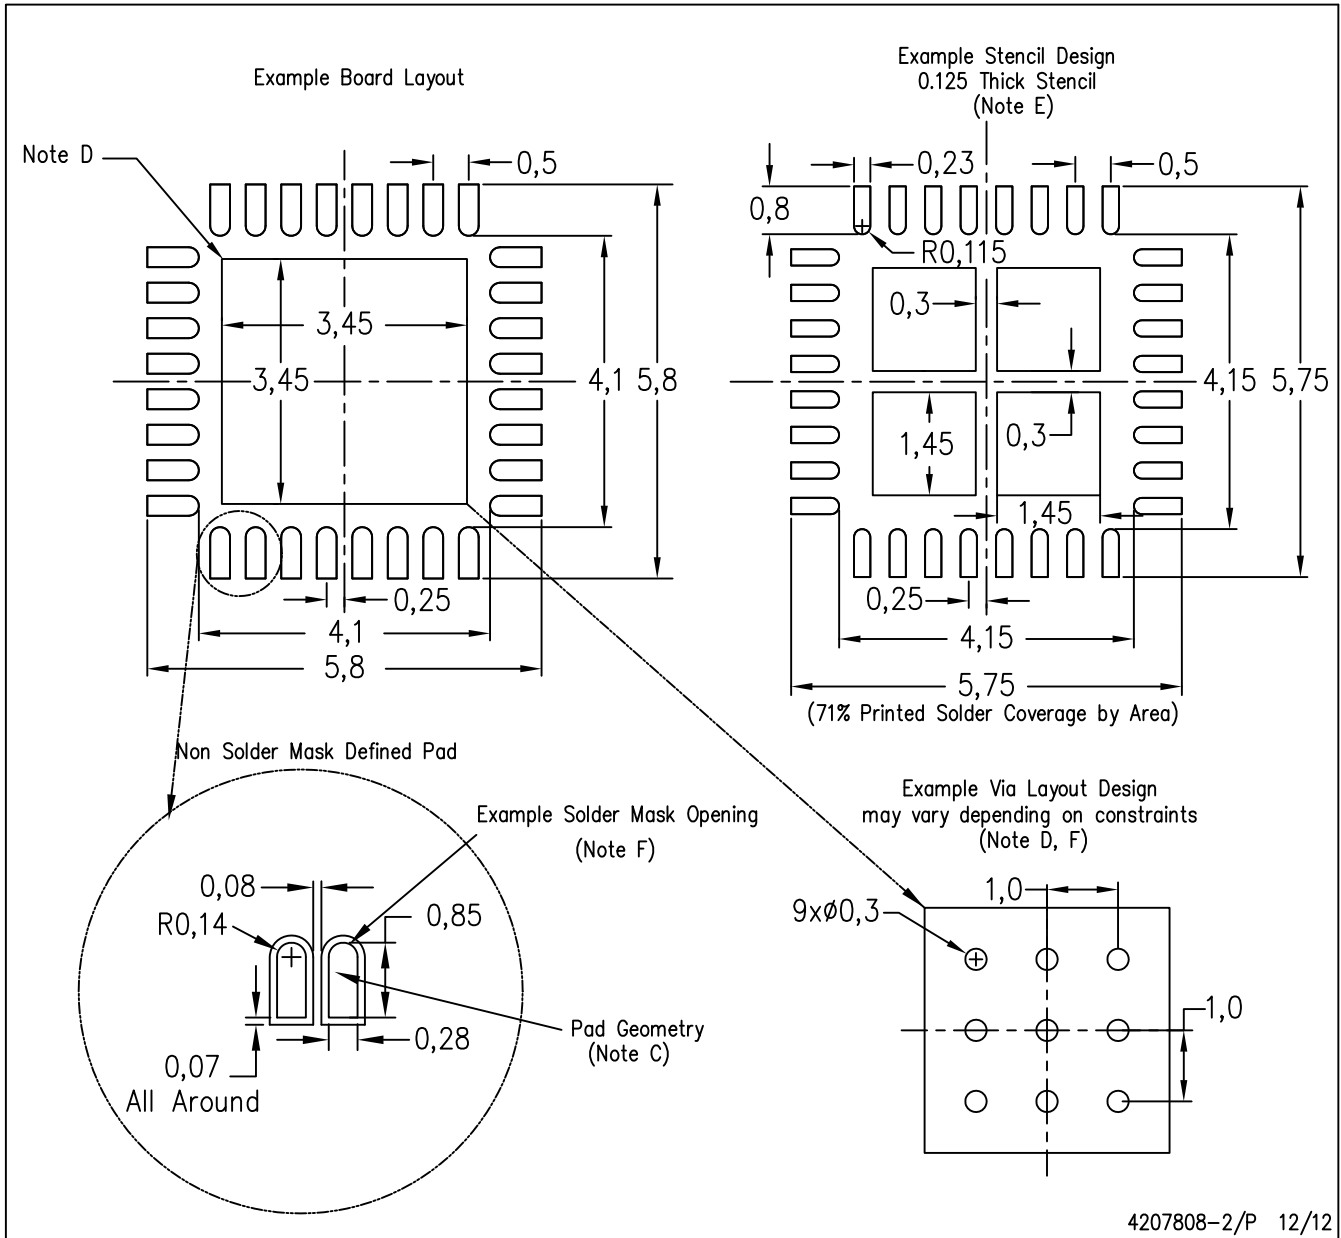 Example Board Layout
Note D
0,5
3,45
3,45
4,1
5,8
0,25
4,1
5,8
Example Stencil Design
0.125 Thick Stencil
(Note E)
0,23
0,5
0,8
R0,115
0,3
4,15
5,75
1,45
0,3
1,45
0,25
4,15
5,75
(71% Printed Solder Coverage by Area)
Non Solder Mask Defined Pad
Example Solder Mask Opening
(Note F)
0,08
R0,14
0,85
Pad Geometry
(Note C)
0,28
0,07
All Around
Example Via Layout Design
may vary depending on constraints
(Note D, F)
1,0
9xø0,3
1,0
4207808-2/P 12/12